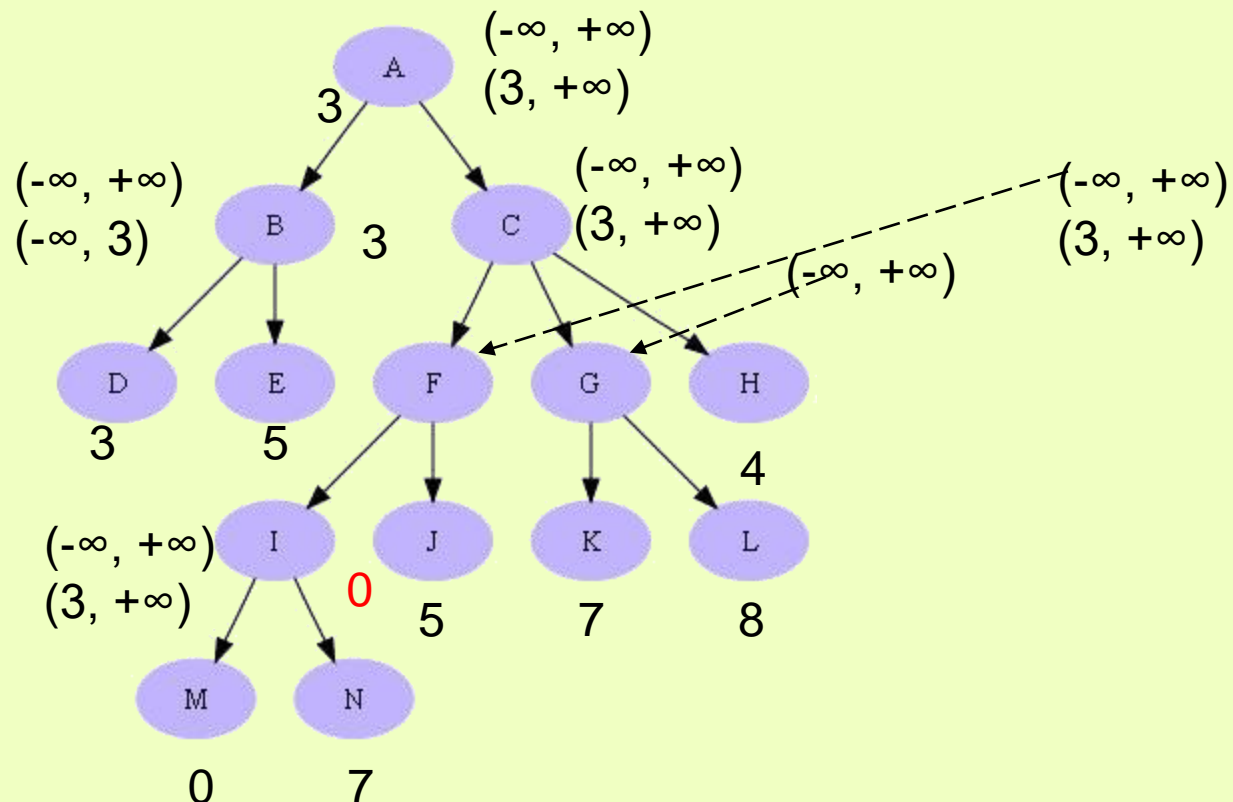 (-∞, +∞)
A
(3, +∞)
3
(-∞, +∞)
(-∞, +∞)
(-∞, +∞)
B
C
(-∞, 3)
3
(3, +∞)
(3, +∞)
(-∞, +∞)
D
E
F
G
H
3
5
4
(-∞, +∞)
I
J
K
L
(3, +∞)
0
5
7
8
M
N
0
7